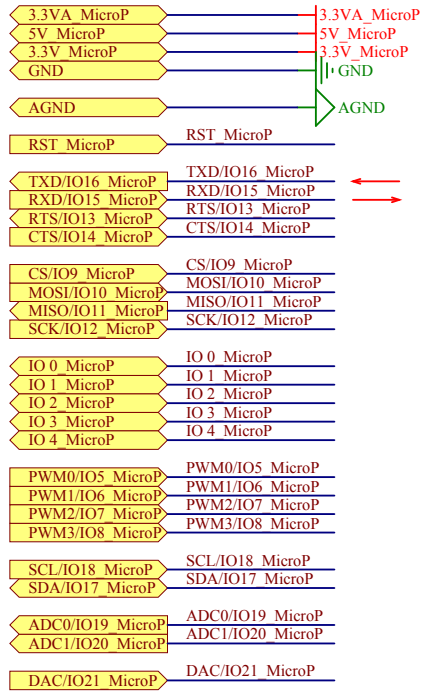 3.3VA_MicroP 3.3VA_MicroP
5V_MicroP 5V_MicroP
3.3V_MicroP 3.3V_MicroP
GND GND
AGND AGND
RST_MicroP RST_MicroP
TXD/IO16_MicroP TXD/IO16_MicroP
RXD/IO15_MicroP RXD/IO15_MicroP
RTS/IO13_MicroP RTS/IO13_MicroP
CTS/IO14_MicroP CTS/IO14_MicroP
CS/IO9_MicroP CS/IO9_MicroP
MOSI/IO10_MicroP MOSI/IO10_MicroP
MISO/IO11_MicroP MISO/IO11_MicroP
SCK/IO12_MicroP SCK/IO12_MicroP
IO 0_MicroP IO 0_MicroP
IO 1_MicroP IO 1_MicroP
IO 2_MicroP IO 2_MicroP
IO 3_MicroP IO 3_MicroP
IO 4_MicroP IO 4_MicroP
PWM0/IO5_MicroP PWM0/IO5_MicroP
PWM1/IO6_MicroP PWM1/IO6_MicroP
PWM2/IO7_MicroP PWM2/IO7_MicroP
PWM3/IO8_MicroP PWM3/IO8_MicroP
SCL/IO18_MicroP SCL/IO18_MicroP
SDA/IO17_MicroP SDA/IO17_MicroP
ADC0/IO19_MicroP ADC0/IO19_MicroP
ADC1/IO20_MicroP ADC1/IO20_MicroP
DAC/IO21_MicroP DAC/IO21_MicroP